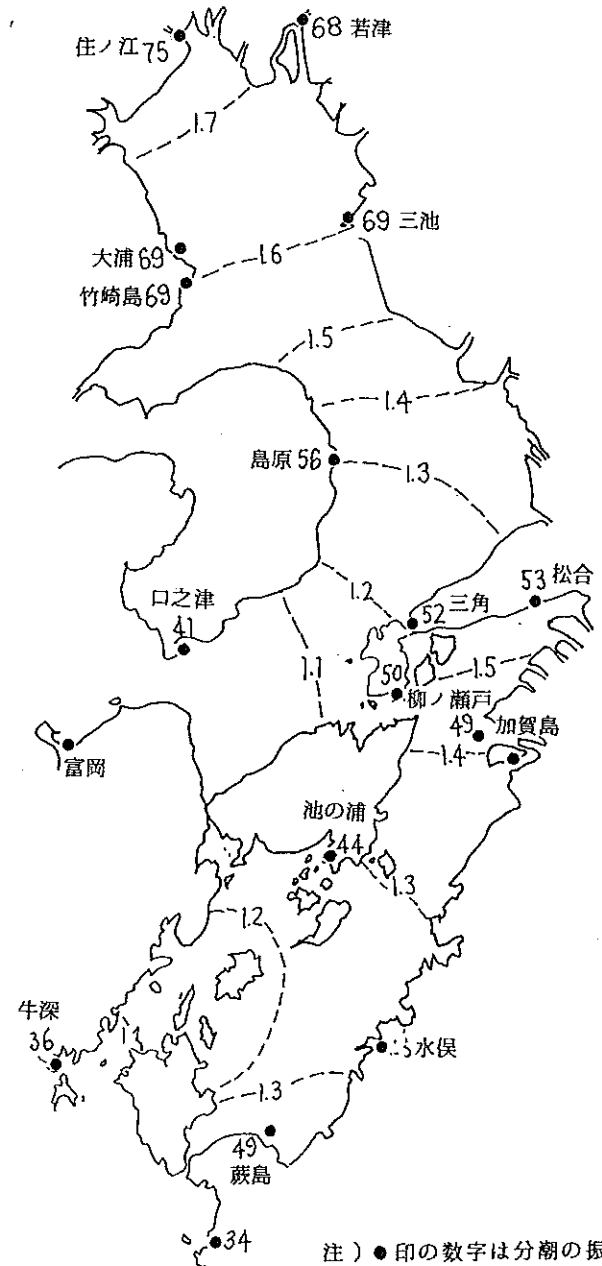 住ノ江 75
68 若津
1.7
69 三池
大浦 69
1.6
竹崎島 69
1.5
1.4
島原 56
1.3
1.2
53 松合
口之津
41
52 三角
1.1
50
1.5
柳ノ瀬戸
富岡
49 加賀島
1.4
池の浦
44
1.3
1.2
牛深
36
水俣
1.3
49
蕨島
34
注 ) ● 印の数字は分潮の振